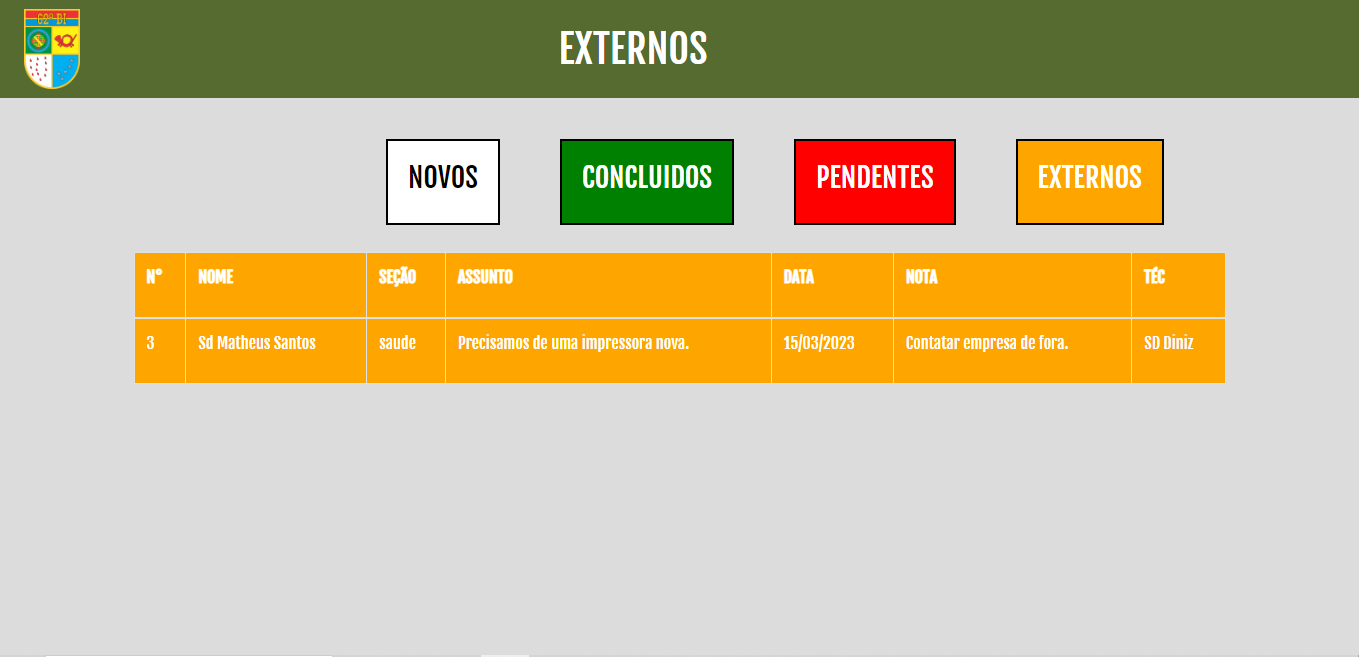 62º BI
EXTERNOS
NOVOS CONCLUIDOS PENDENTES EXTERNOS
Nº NOME SEÇÃO ASSUNTO DATA NOTA TÉC
3 Sd Matheus Santos saude Precisamos de uma impressora nova. 15/03/2023 Contatar empresa de fora. SD Diniz